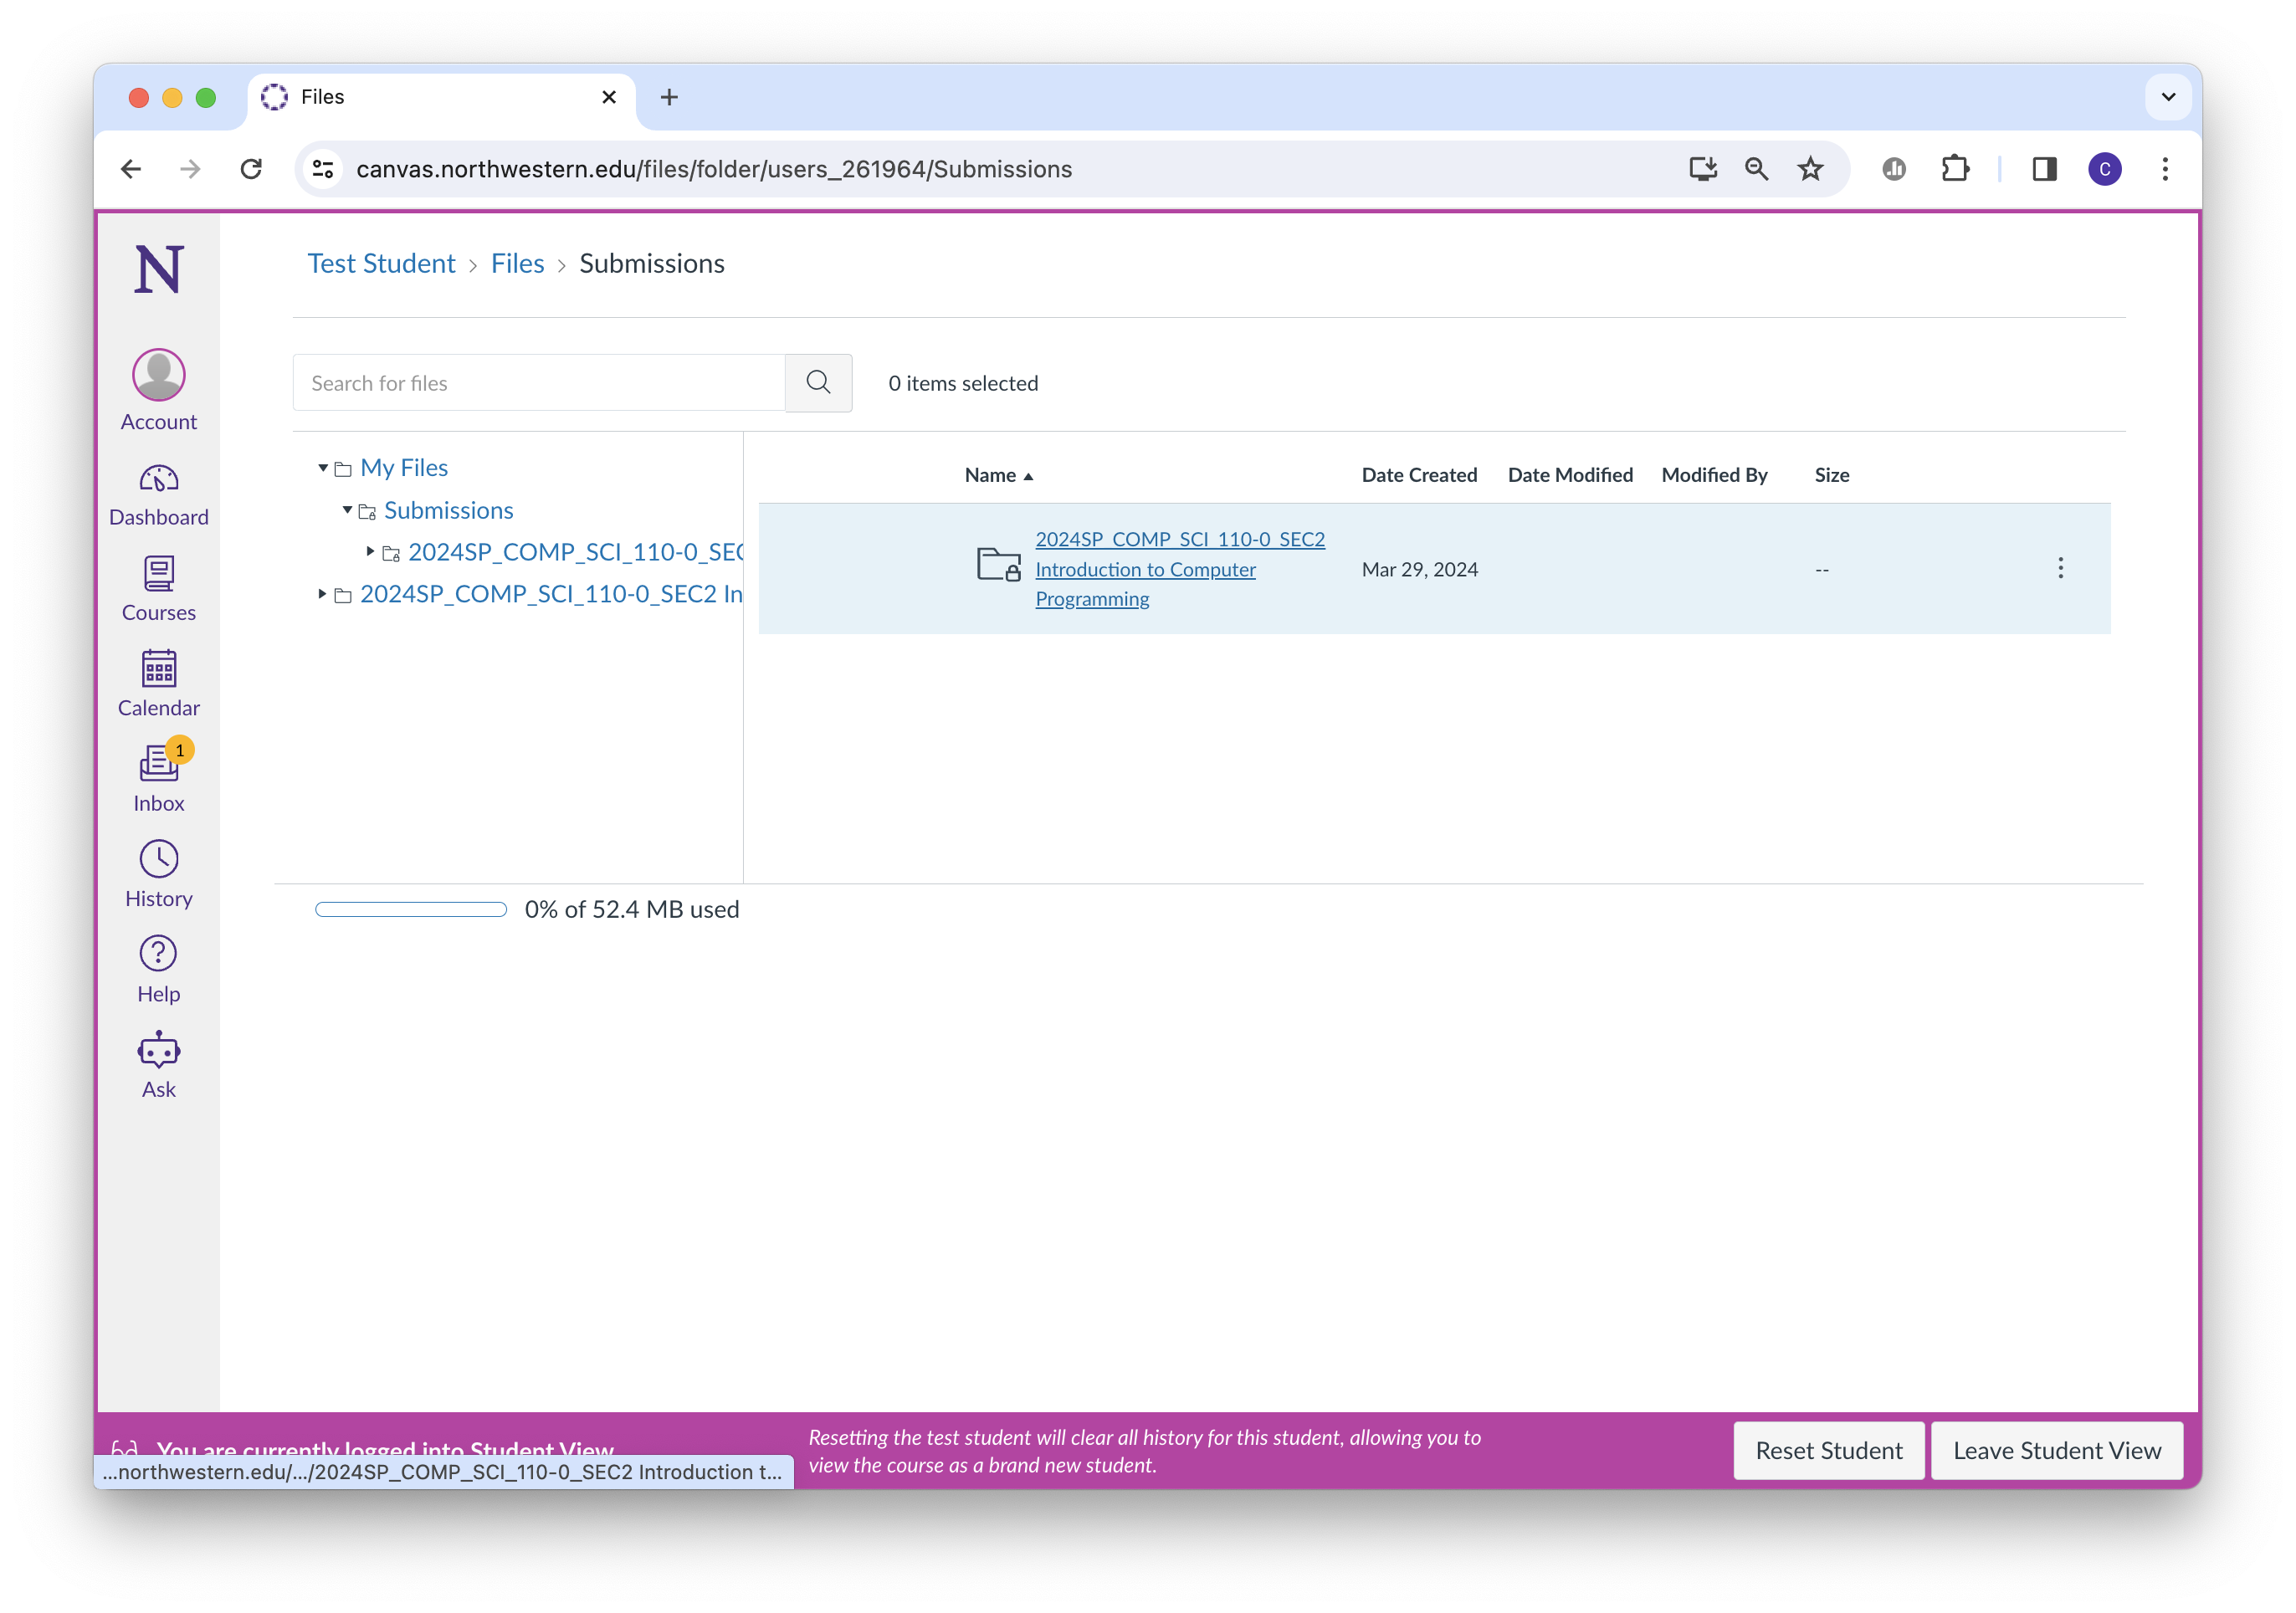 Files
canvas.northwestern.edu/files/folder/users_261964/Submissions
C
N
Test Student > Files > Submissions
Search for files
0 items selected
Account
Dashboard
Courses
Calendar
1
Inbox
History
Help
Ask
My Files
Submissions
2024SP_COMP_SCI_110-0_SEC
2024SP_COMP_SCI_110-0_SEC2 In
Name Date Created Date Modified Modified By Size
2024SP_COMP_SCI_110-0_SEC2
Introduction to Computer
Programming
Mar 29, 2024
--
0% of 52.4 MB used
You are currently logged into Student View
...northwestern.edu/.../2024SP_COMP_SCI_110-0_SEC2 Introduction t...
Resetting the test student will clear all history for this student, allowing you to
view the course as a brand new student.
Reset Student
Leave Student View